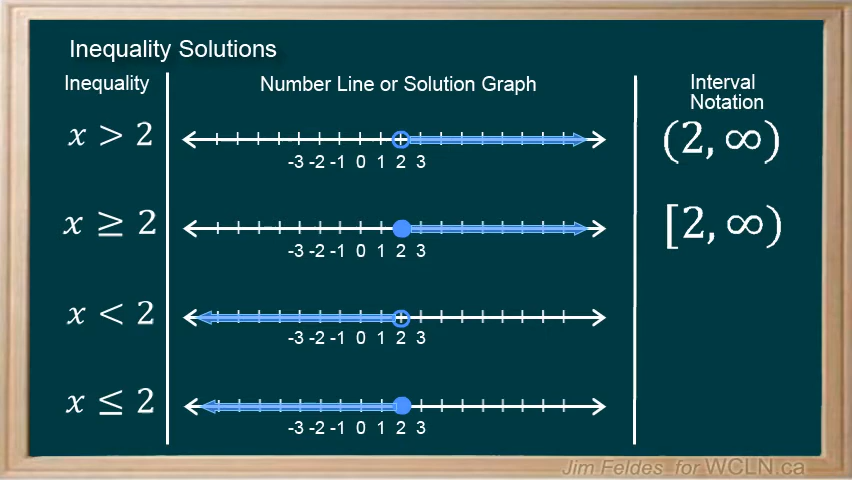 Inequality Solutions
Inequality Number Line or Solution Graph Interval
Notation
x > 2 (2, ∞)
-3 -2 -1 0 1 2 3
x ≥ 2 [2, ∞)
-3 -2 -1 0 1 2 3
x < 2
-3 -2 -1 0 1 2 3
x ≤ 2
-3 -2 -1 0 1 2 3
Jim Feldes for WCLN.ca